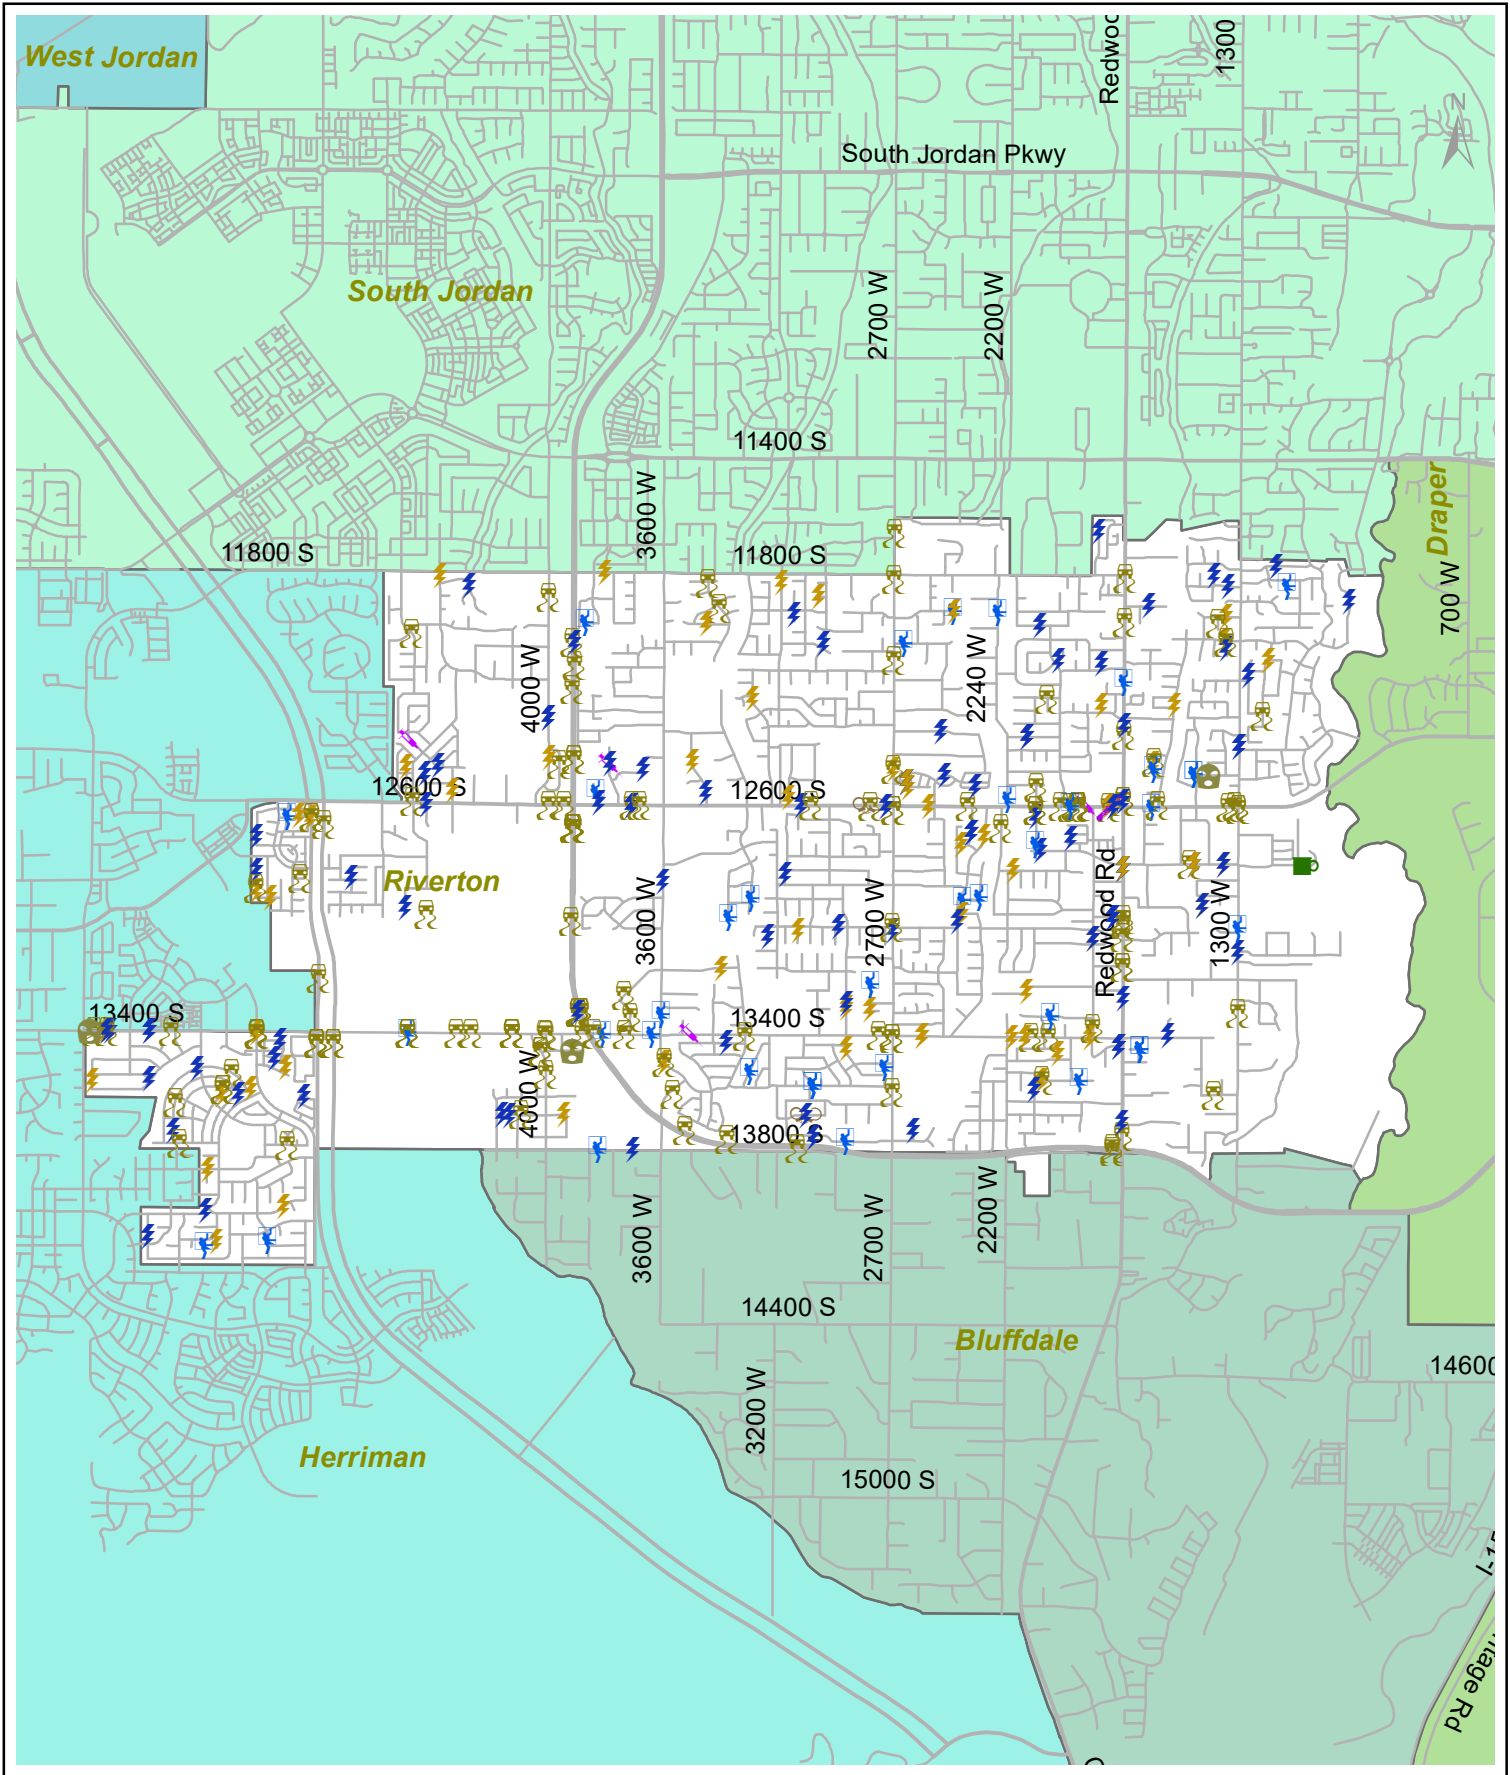 West Jordan
Redwoo
1300
N
South Jordan Pkwy
South Jordan
2700 W
2200 W
11400 S
Draper
3600 W
11800 S
11800 S
700 W
4000 W
2240 W
12600 S
12600 S
Riverton
3600 W
2700 W
Redwood Rd
1300 W
13400 S
13400 S
4000 W
13800 S
3600 W
2700 W
2200 W
14400 S
Bluffdale
14600
3200 W
Herriman
15000 S
I-15
ntage Rd